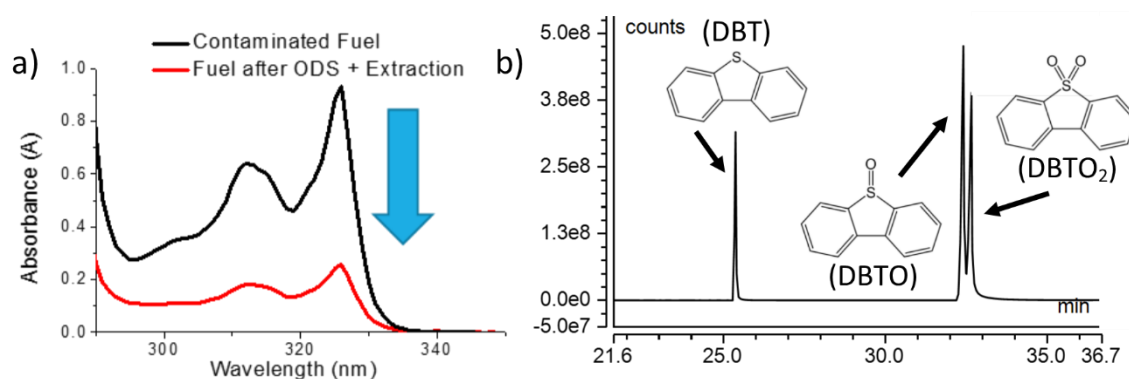 a)
Contaminated Fuel
Fuel after ODS + Extraction
Absorbance (A)
1.0
0.8
0.6
0.4
0.2
0.0
300
320
340
Wavelength (nm)
b)
counts
5.0e8
3.8e8
2.5e8
1.3e8
0.0e0
-5.0e7
21.6
25.0
30.0
35.0
36.7
min
(DBT)
S
O
S
(DBTO)
O O
S
(DBTO₂)